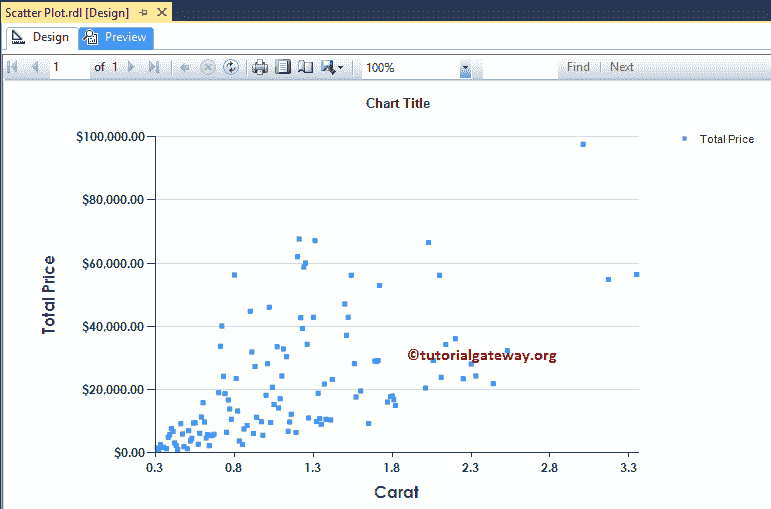 Scatter Plot.rdl [Design]
Design Preview
1 of 1 100% Find | Next
Chart Title
$100,000.00
$80,000.00
$60,000.00
$40,000.00
$20,000.00
$0.00
Total Price
Total Price
©tutorialgateway.org
0.3 0.8 1.3 1.8 2.3 2.8 3.3
Carat